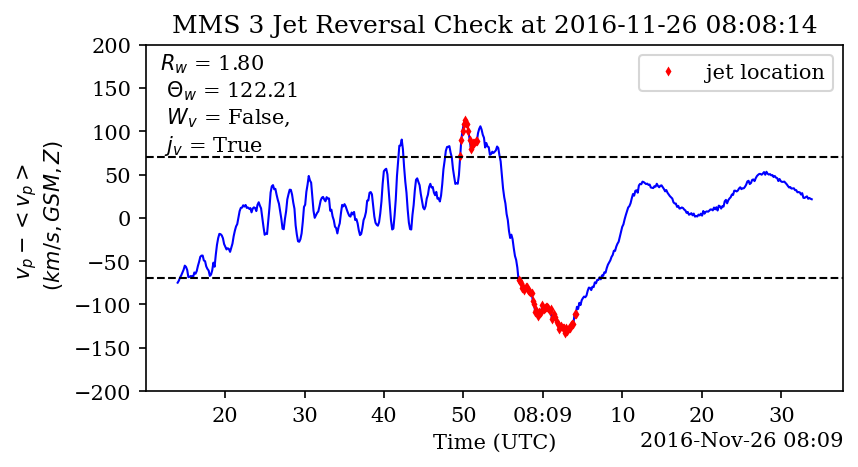 MMS 3 Jet Reversal Check at 2016-11-26 08:08:14
v_p − < v_p >
(km/s, GSM, Z)
200
150
100
50
0
−50
−100
−150
−200
R_w = 1.80
Θ_w = 122.21
W_v = False,
j_v = True
jet location
20 30 40 50 08:09 10 20 30
Time (UTC)
2016-Nov-26 08:09